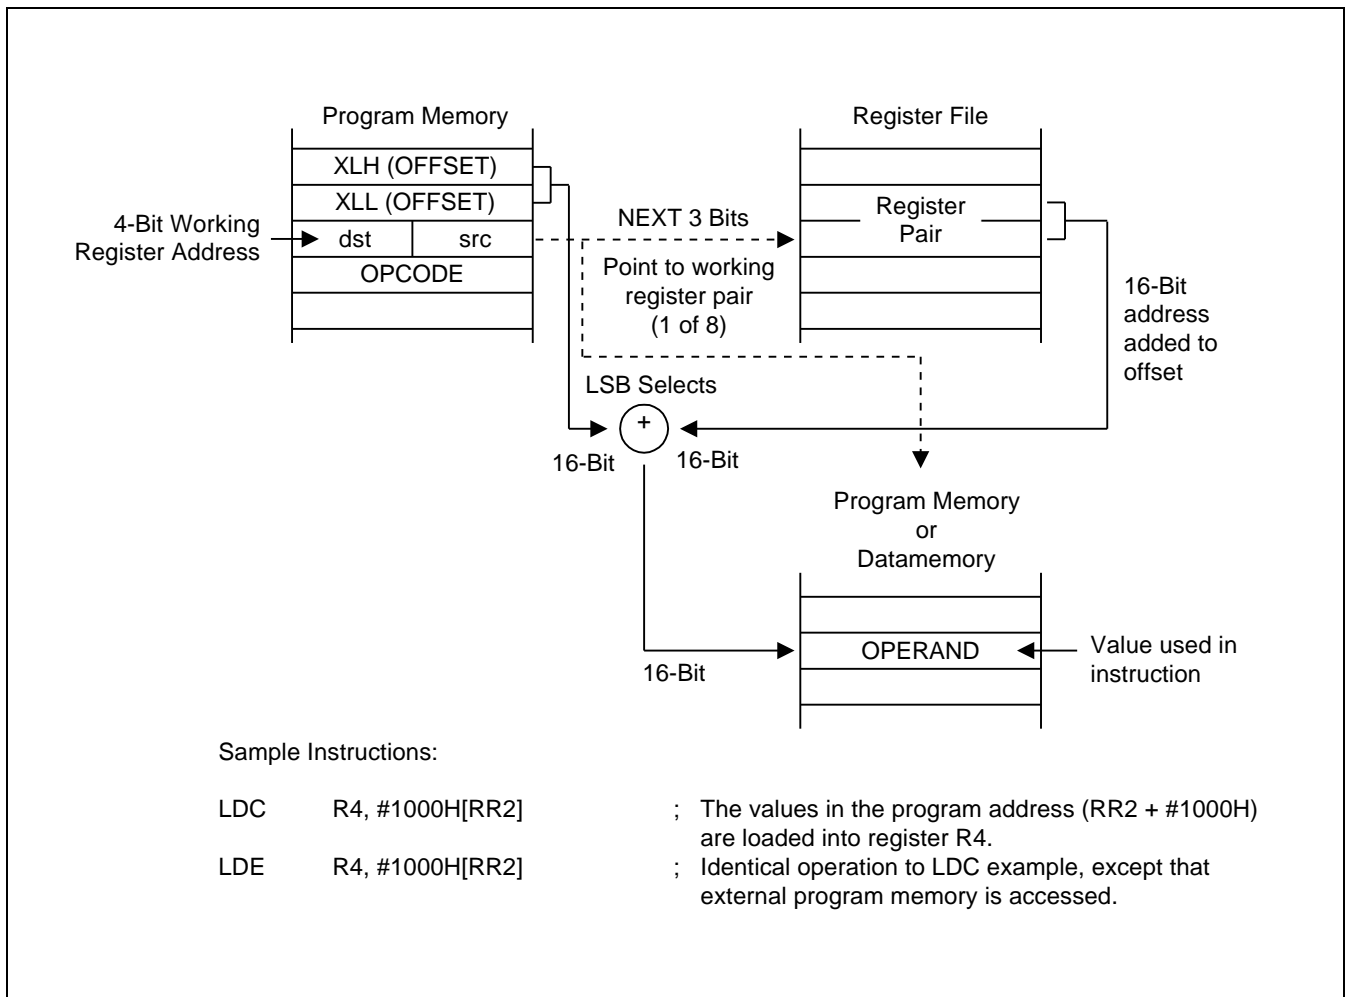 Program Memory
Register File
XLH (OFFSET)
XLL (OFFSET)
4-Bit Working
Register Address
dst
src
OPCODE
NEXT 3 Bits
Point to working
register pair
(1 of 8)
Register
Pair
16-Bit
address
added to
offset
LSB Selects
+
16-Bit
16-Bit
Program Memory
or
Datamemory
OPERAND
Value used in
instruction
16-Bit
Sample Instructions:
LDC R4, #1000H[RR2] ; The values in the program address (RR2 + #1000H)
are loaded into register R4.
LDE R4, #1000H[RR2] ; Identical operation to LDC example, except that
external program memory is accessed.